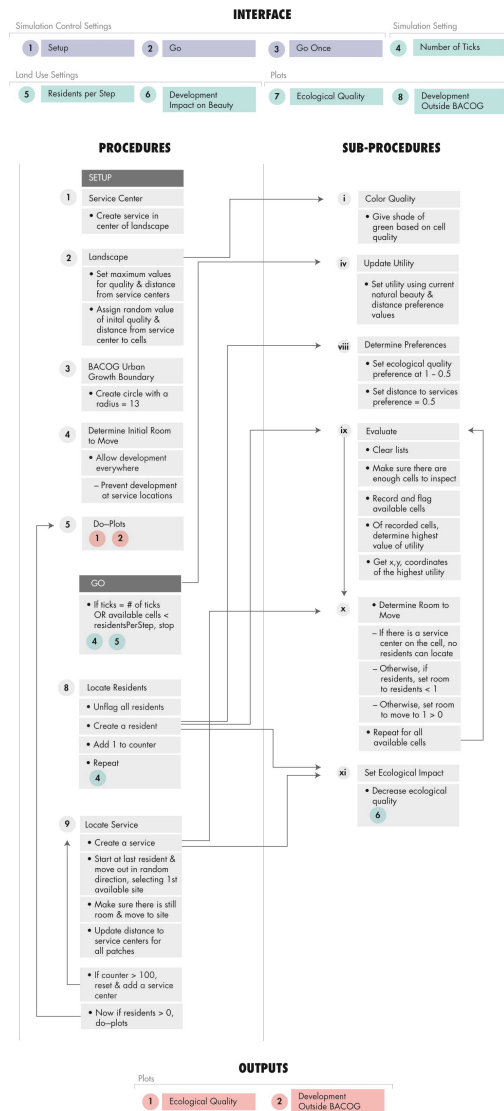 INTERFACE
Simulation Control Settings
Simulation Setting
1 Setup
2 Go
3 Go Once
4 Number of Ticks
Land Use Settings
Plots
5 Residents per Step
6 Development
Impact on Beauty
7 Ecological Quality
8 Development
Outside BACOG
PROCEDURES
SETUP
1 Service Center
• Create service in
center of landscape
2 Landscape
• Set maximum values
for quality & distance
from service centers
• Assign random value
of inital quality &
distance from service
center to cells
3 BACOG Urban
Growth Boundary
• Create circle with a
radius = 13
4 Determine Initial Room
to Move
• Allow development
everywhere
– Prevent development
at service locations
5 Do–Plots
1 2
GO
• If ticks = # of ticks
OR available cells <
residentsPerStep, stop
4 5
8 Locate Residents
• Unflag all residents
• Create a resident
• Add 1 to counter
• Repeat
4
9 Locate Service
• Create a service
• Start at last resident &
move out in random
direction, selecting 1st
available site
• Make sure there is still
room & move to site
• Update distance to
service centers for
all patches
• If counter > 100,
reset & add a service
center
• Now if residents > 0,
do–plots
SUB-PROCEDURES
i Color Quality
• Give shade of
green based on cell
quality
iv Update Utility
• Set utility using current
natural beauty &
distance preference
values
viii Determine Preferences
• Set ecological quality
preference at 1 – 0.5
• Set distance to services
preference = 0.5
ix Evaluate
• Clear lists
• Make sure there are
enough cells to inspect
• Record and flag
available cells
• Of recorded cells,
determine highest
value of utility
• Get x,y, coordinates
of the highest utility
x • Determine Room to
Move
– If there is a service
center on the cell, no
residents can locate
– Otherwise, if
residents, set room
to residents < 1
– Otherwise, set room
to move to 1 > 0
• Repeat for all
available cells
xi Set Ecological Impact
• Decrease ecological
quality
6
OUTPUTS
Plots
1 Ecological Quality
2 Development
Outside BACOG